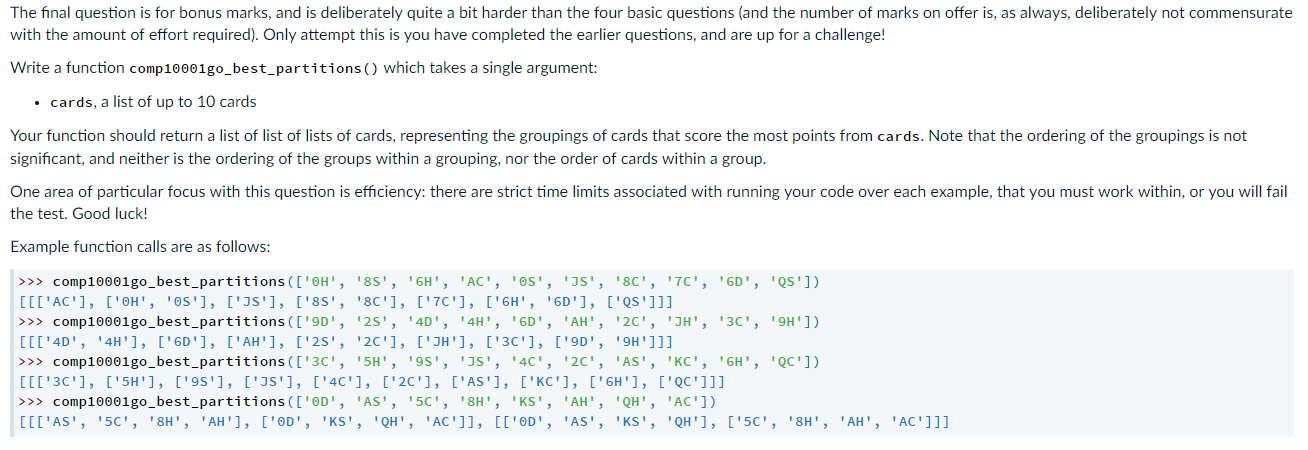 The final question is for bonus marks, and is deliberately quite a bit harder than the four basic questions (and the number of marks on offer is, as always, deliberately not commensurate
with the amount of effort required). Only attempt this is you have completed the earlier questions, and are up for a challenge!
Write a function comp10001go_best_partitions() which takes a single argument:
• cards, a list of up to 10 cards
Your function should return a list of list of lists of cards, representing the groupings of cards that score the most points from cards. Note that the ordering of the groupings is not
significant, and neither is the ordering of the groups within a grouping, nor the order of cards within a group.
One area of particular focus with this question is efficiency: there are strict time limits associated with running your code over each example, that you must work within, or you will fail
the test. Good luck!
Example function calls are as follows:
>>> comp10001go_best_partitions(['0H', '8S', '6H', 'AC', '0S', 'JS', '8C', '7C', '6D', 'QS'])
[[['AC'], ['0H', '0S'], ['JS'], ['8S', '8C'], ['7C'], ['6H', '6D'], ['QS']]]
>>> comp10001go_best_partitions(['9D', '2S', '4D', '4H', '6D', 'AH', '2C', 'JH', '3C', '9H'])
[[['4D', '4H'], ['6D'], ['AH'], ['2S', '2C'], ['JH'], ['3C'], ['9D', '9H']]]
>>> comp10001go_best_partitions(['3C', '5H', '9S', 'JS', '4C', '2C', 'AS', 'KC', '6H', 'QC'])
[[['3C'], ['5H'], ['9S'], ['JS'], ['4C'], ['2C'], ['AS'], ['KC'], ['6H'], ['QC']]]
>>> comp10001go_best_partitions(['0D', 'AS', '5C', '8H', 'KS', 'AH', 'QH', 'AC'])
[[['AS', '5C', '8H', 'AH'], ['0D', 'KS', 'QH', 'AC']], [['0D', 'AS', 'KS', 'QH'], ['5C', '8H', 'AH', 'AC']]]